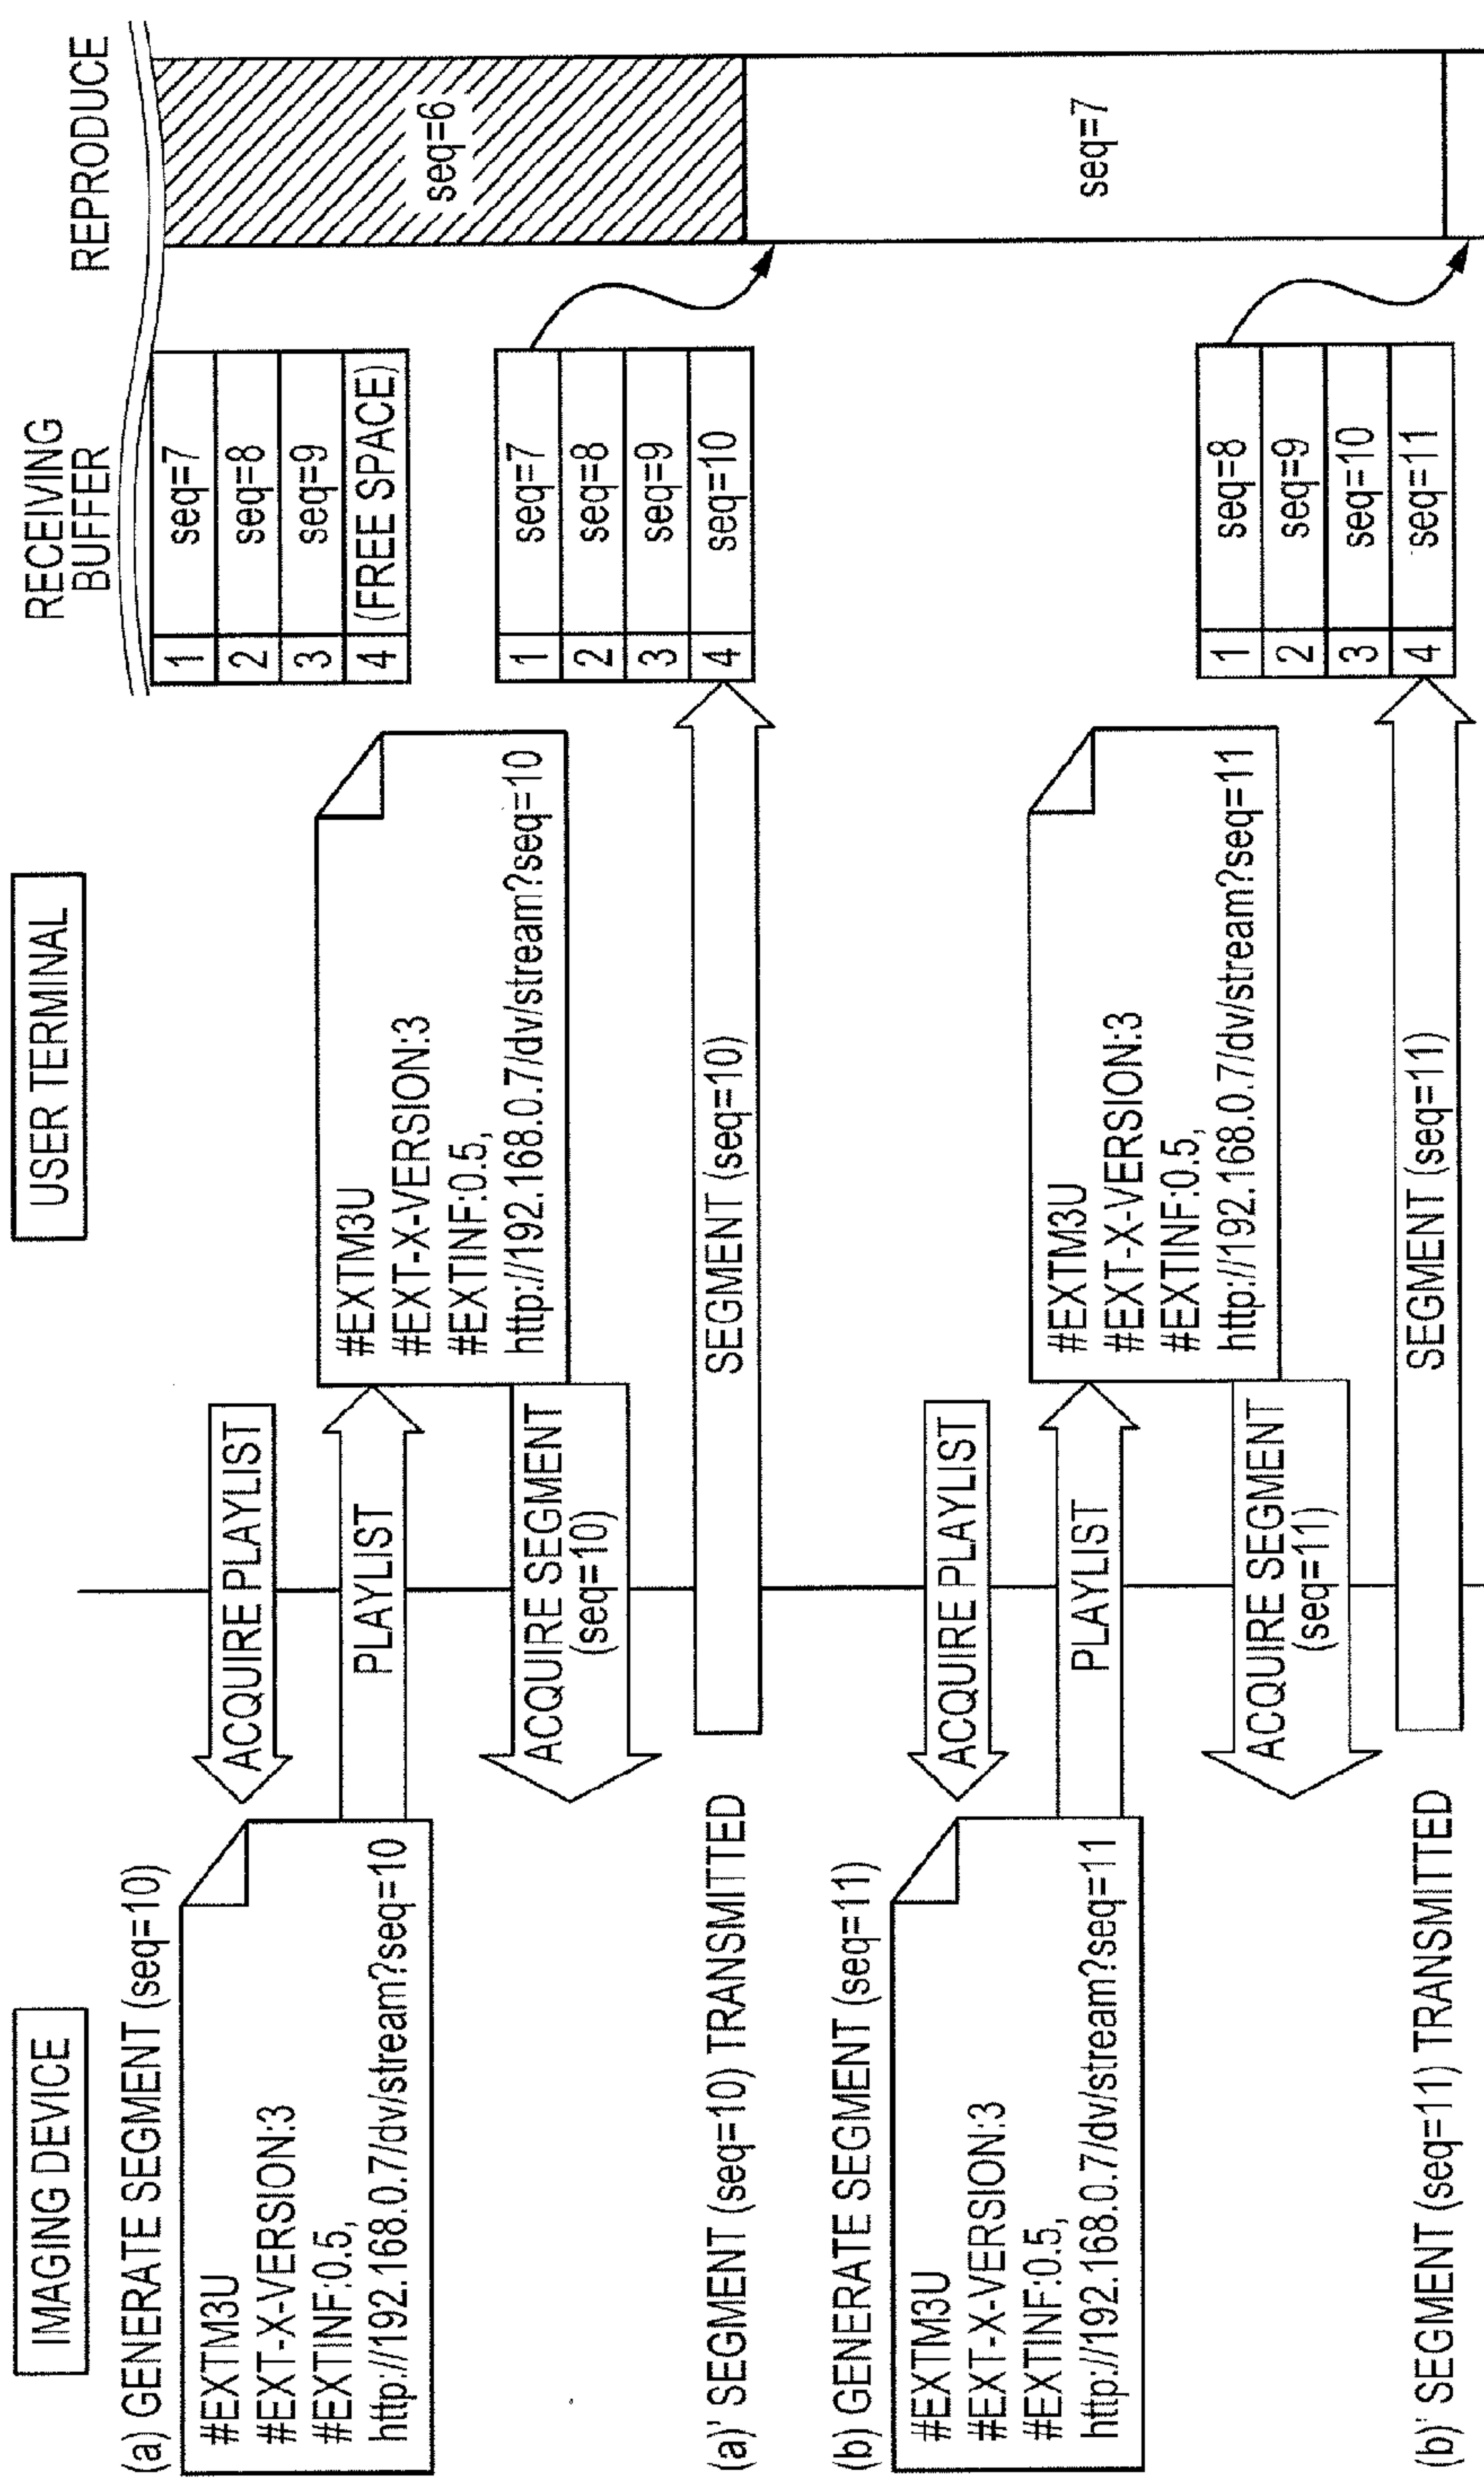 IMAGING DEVICE
USER TERMINAL
RECEIVING
BUFFER
REPRODUCE
(a) GENERATE SEGMENT (seq=10)
#EXTM3U
#EXT-X-VERSION:3
#EXTINF:0.5,
http://192.168.0.7/dv/stream?seq=10
ACQUIRE PLAYLIST
PLAYLIST
#EXTM3U
#EXT-X-VERSION:3
#EXTINF:0.5,
http://192.168.0.7/dv/stream?seq=10
ACQUIRE SEGMENT
(seq=10)
1 seq=7
2 seq=8
3 seq=9
4 (FREE SPACE)
seq=6
(a)' SEGMENT (seq=10) TRANSMITTED
SEGMENT (seq=10)
1 seq=7
2 seq=8
3 seq=9
4 seq=10
seq=7
(b) GENERATE SEGMENT (seq=11)
#EXTM3U
#EXT-X-VERSION:3
#EXTINF:0.5,
http://192.168.0.7/dv/stream?seq=11
ACQUIRE PLAYLIST
PLAYLIST
#EXTM3U
#EXT-X-VERSION:3
#EXTINF:0.5,
http://192.168.0.7/dv/stream?seq=11
ACQUIRE SEGMENT
(seq=11)
(b)' SEGMENT (seq=11) TRANSMITTED
SEGMENT (seq=11)
1 seq=8
2 seq=9
3 seq=10
4 seq=11